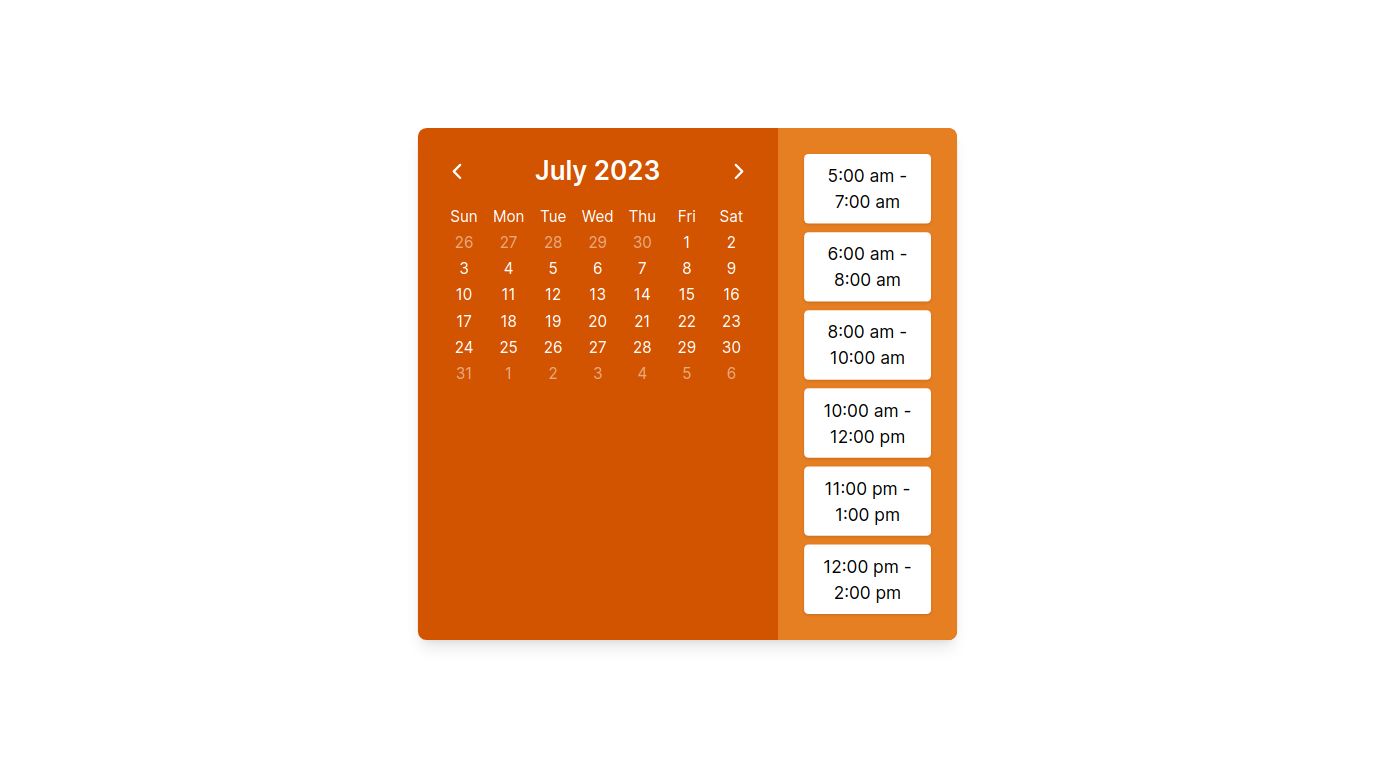 July 2023
Sun Mon Tue Wed Thu Fri Sat
26 27 28 29 30 1 2
3 4 5 6 7 8 9
10 11 12 13 14 15 16
17 18 19 20 21 22 23
24 25 26 27 28 29 30
31 1 2 3 4 5 6
5:00 am -
7:00 am
6:00 am -
8:00 am
8:00 am -
10:00 am
10:00 am -
12:00 pm
11:00 pm -
1:00 pm
12:00 pm -
2:00 pm